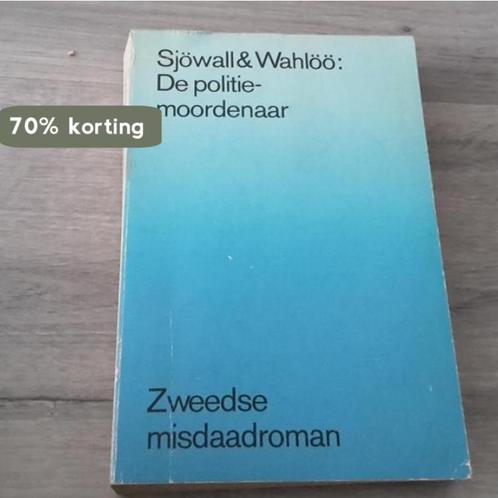 Sjöwall & Wahlöö:
De politie-
moordenaar
70% korting
Zweedse
misdaadroman